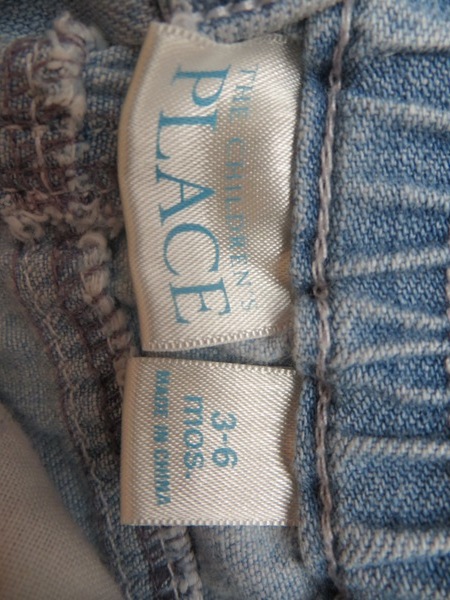 THE CHILDREN'S
PLACE
3-6
mos.
MADE IN CHINA